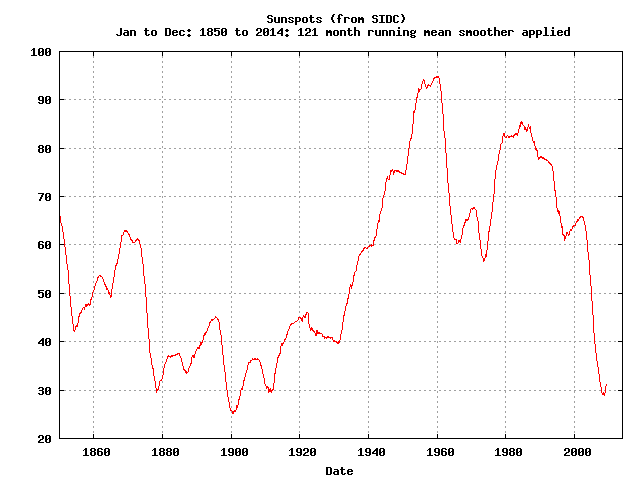 Sunspots (from SIDC)
Jan to Dec: 1850 to 2014: 121 month running mean smoother applied
100
90
80
70
60
50
40
30
20
1860 1880 1900 1920 1940 1960 1980 2000
Date